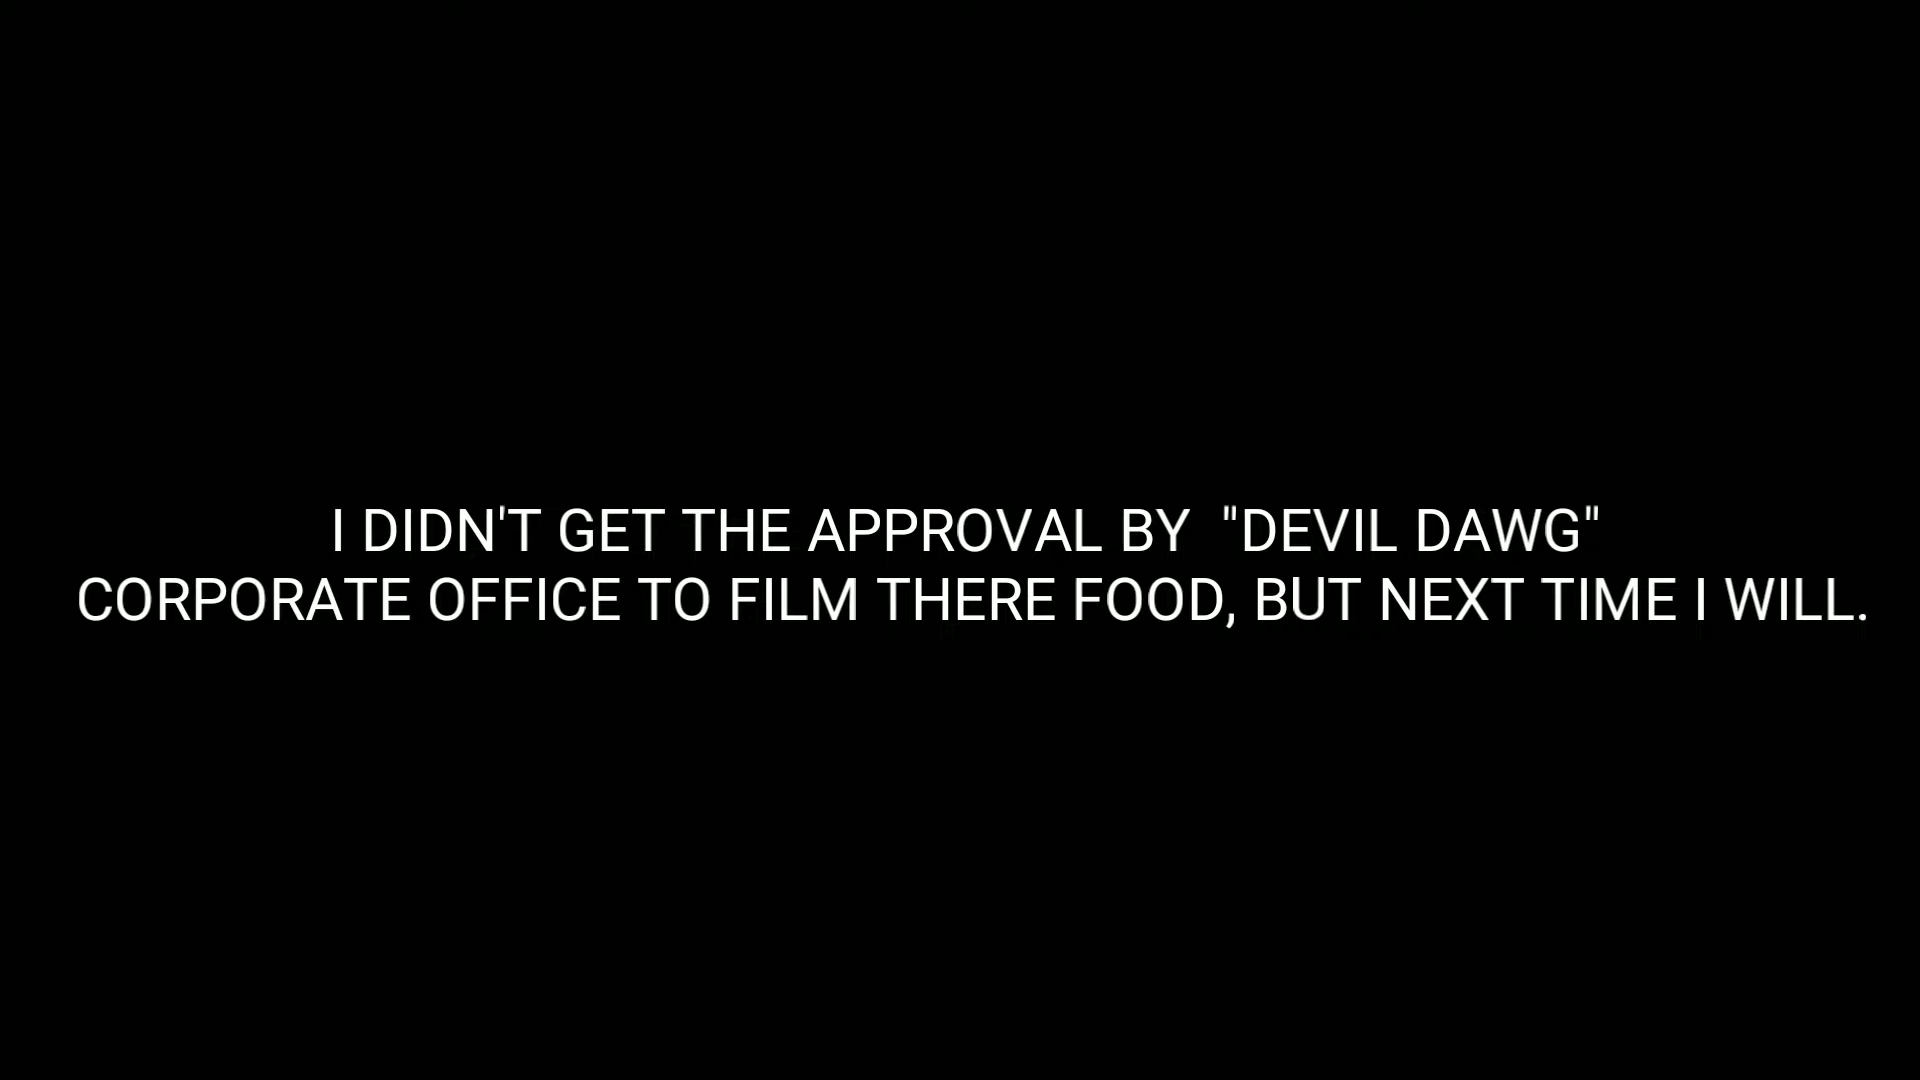 I DIDN'T GET THE APPROVAL BY  "DEVIL DAWG"
CORPORATE OFFICE TO FILM THERE FOOD, BUT NEXT TIME I WILL.